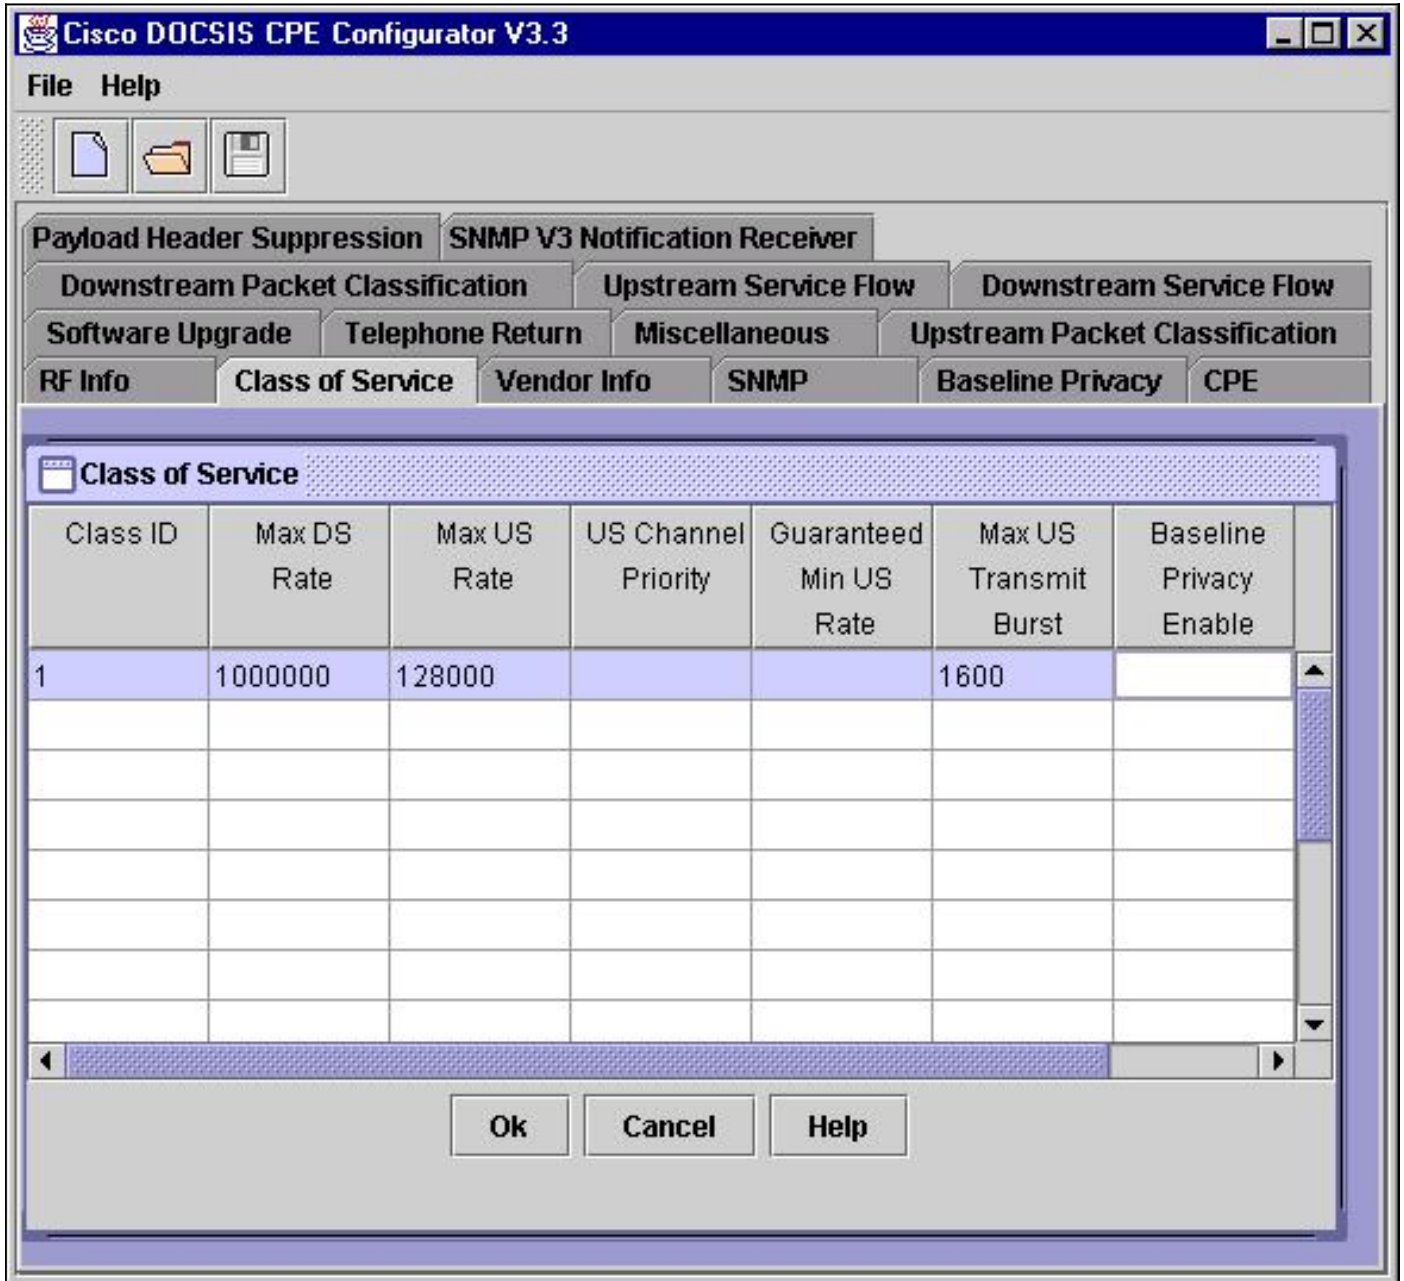 Cisco DOCSIS CPE Configurator V3.3
File Help
Payload Header Suppression SNMP V3 Notification Receiver
Downstream Packet Classification Upstream Service Flow Downstream Service Flow
Software Upgrade Telephone Return Miscellaneous Upstream Packet Classification
RF Info Class of Service Vendor Info SNMP Baseline Privacy CPE
Class of Service
Class ID Max DS Max US US Channel Guaranteed Max US Baseline
Rate Rate Priority Min US Transmit Privacy
Rate Burst Enable
1 1000000 128000 1600
Ok Cancel Help